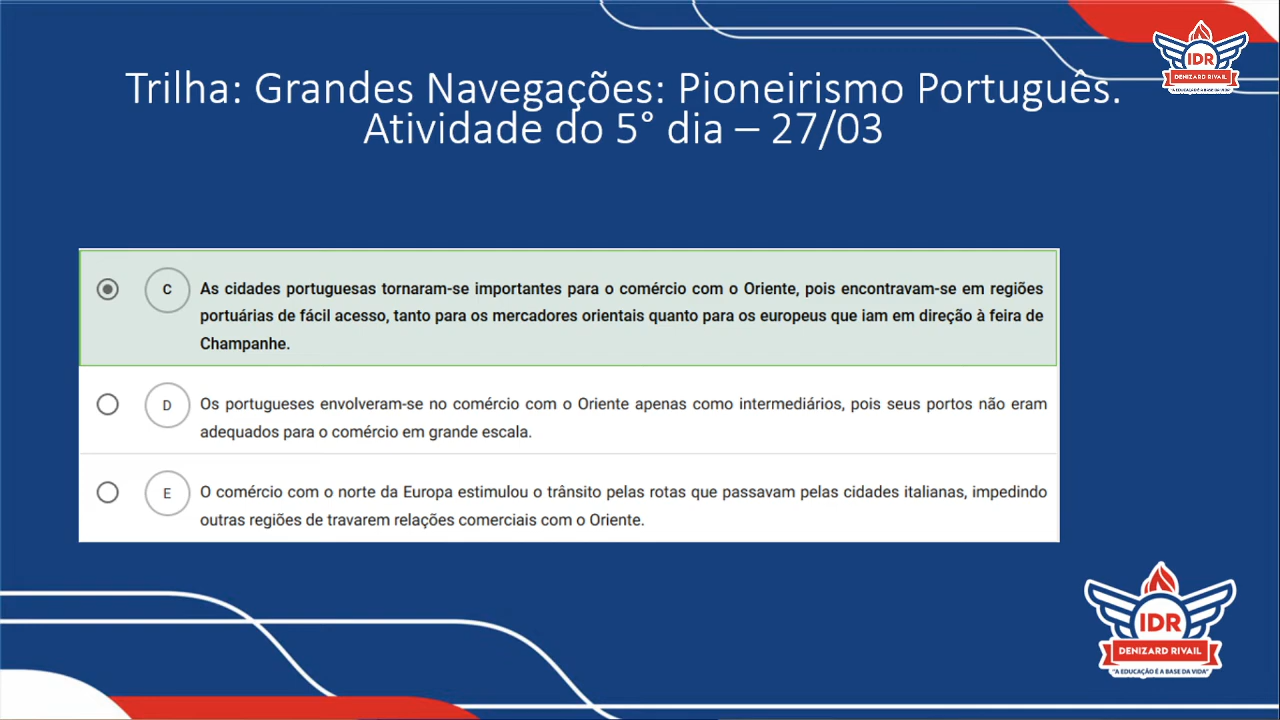 IDR
DENIZARD RIVAIL
"A EDUCAÇÃO É A BASE DA VIDA"
Trilha: Grandes Navegações: Pioneirismo Português.
Atividade do 5° dia – 27/03
C
As cidades portuguesas tornaram-se importantes para o comércio com o Oriente, pois encontravam-se em regiões
portuárias de fácil acesso, tanto para os mercadores orientais quanto para os europeus que iam em direção à feira de
Champanhe.
D
Os portugueses envolveram-se no comércio com o Oriente apenas como intermediários, pois seus portos não eram
adequados para o comércio em grande escala.
E
O comércio com o norte da Europa estimulou o trânsito pelas rotas que passavam pelas cidades italianas, impedindo
outras regiões de travarem relações comerciais com o Oriente.
IDR
DENIZARD RIVAIL
"A EDUCAÇÃO É A BASE DA VIDA"